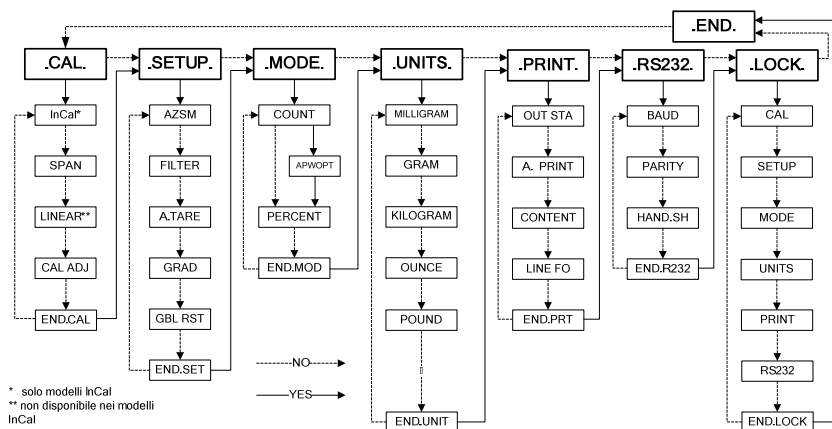 .END.
.CAL.
.SETUP.
.MODE.
.UNITS.
.PRINT.
.RS232.
.LOCK.
InCal*
SPAN
LINEAR**
CAL ADJ
END.CAL
AZSM
FILTER
A.TARE
GRAD
GBL RST
END.SET
COUNT
APWOPT
PERCENT
END.MOD
MILLIGRAM
GRAM
KILOGRAM
OUNCE
POUND
END.UNIT
OUT STA
A. PRINT
CONTENT
LINE FO
END.PRT
BAUD
PARITY
HAND.SH
END.R232
CAL
SETUP
MODE
UNITS
PRINT
RS232
END.LOCK
NO
YES
* solo modelli InCal
** non disponibile nei modelli
InCal